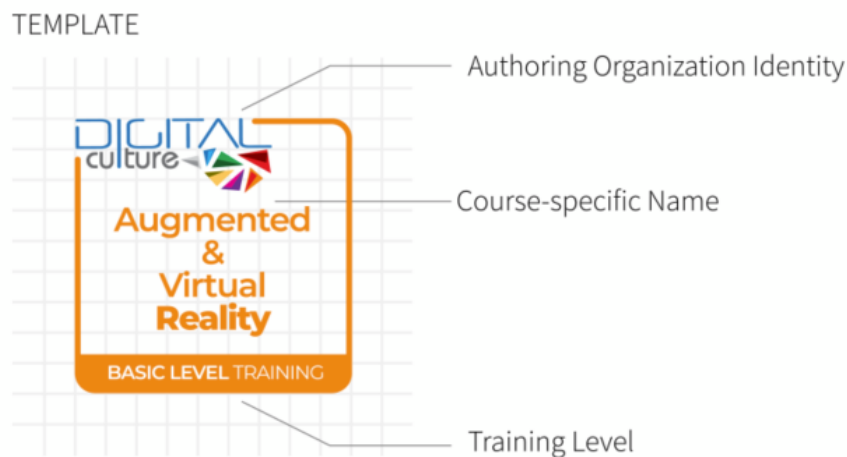 TEMPLATE
Authoring Organization Identity
DIGITAL
culture
Course-specific Name
Augmented
&
Virtual
Reality
BASIC LEVEL TRAINING
Training Level